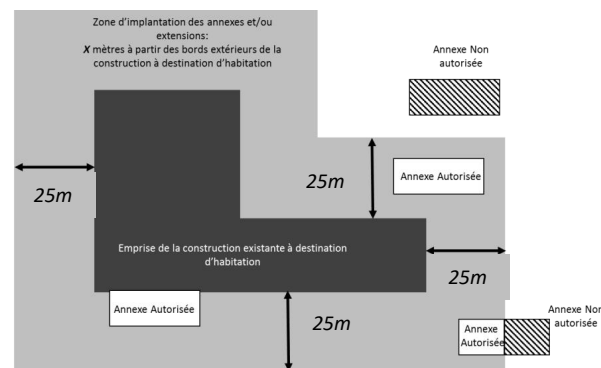 Zone d'implantation des annexes et/ou
extensions:
X mètres à partir des bords extérieurs de la
construction à destination d'habitation
Annexe Non
autorisée
25m
25m
Annexe Autorisée
Emprise de la construction existante à destination
d'habitation
25m
Annexe Autorisée
25m
Annexe
Autorisée
Annexe Non
autorisée